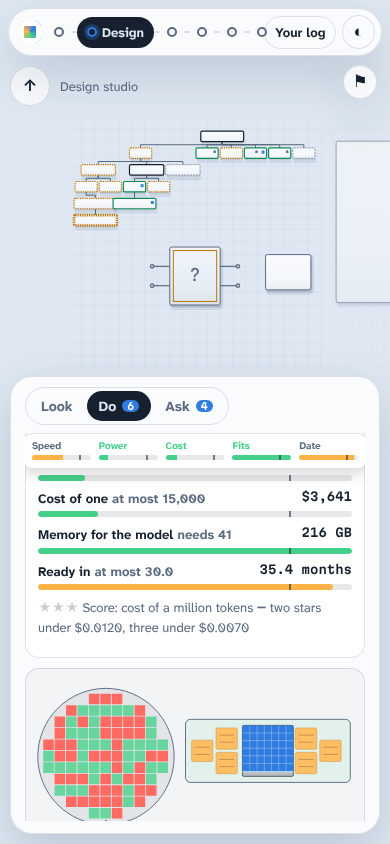 Design
Your log
Design studio
?
Look
Do 6
Ask 4
Speed
Power
Cost
Fits
Date
Cost of one at most 15,000 $3,641
Memory for the model needs 41 216 GB
Ready in at most 30.0 35.4 months
★★★ Score: cost of a million tokens — two stars
under $0.0120, three under $0.0070